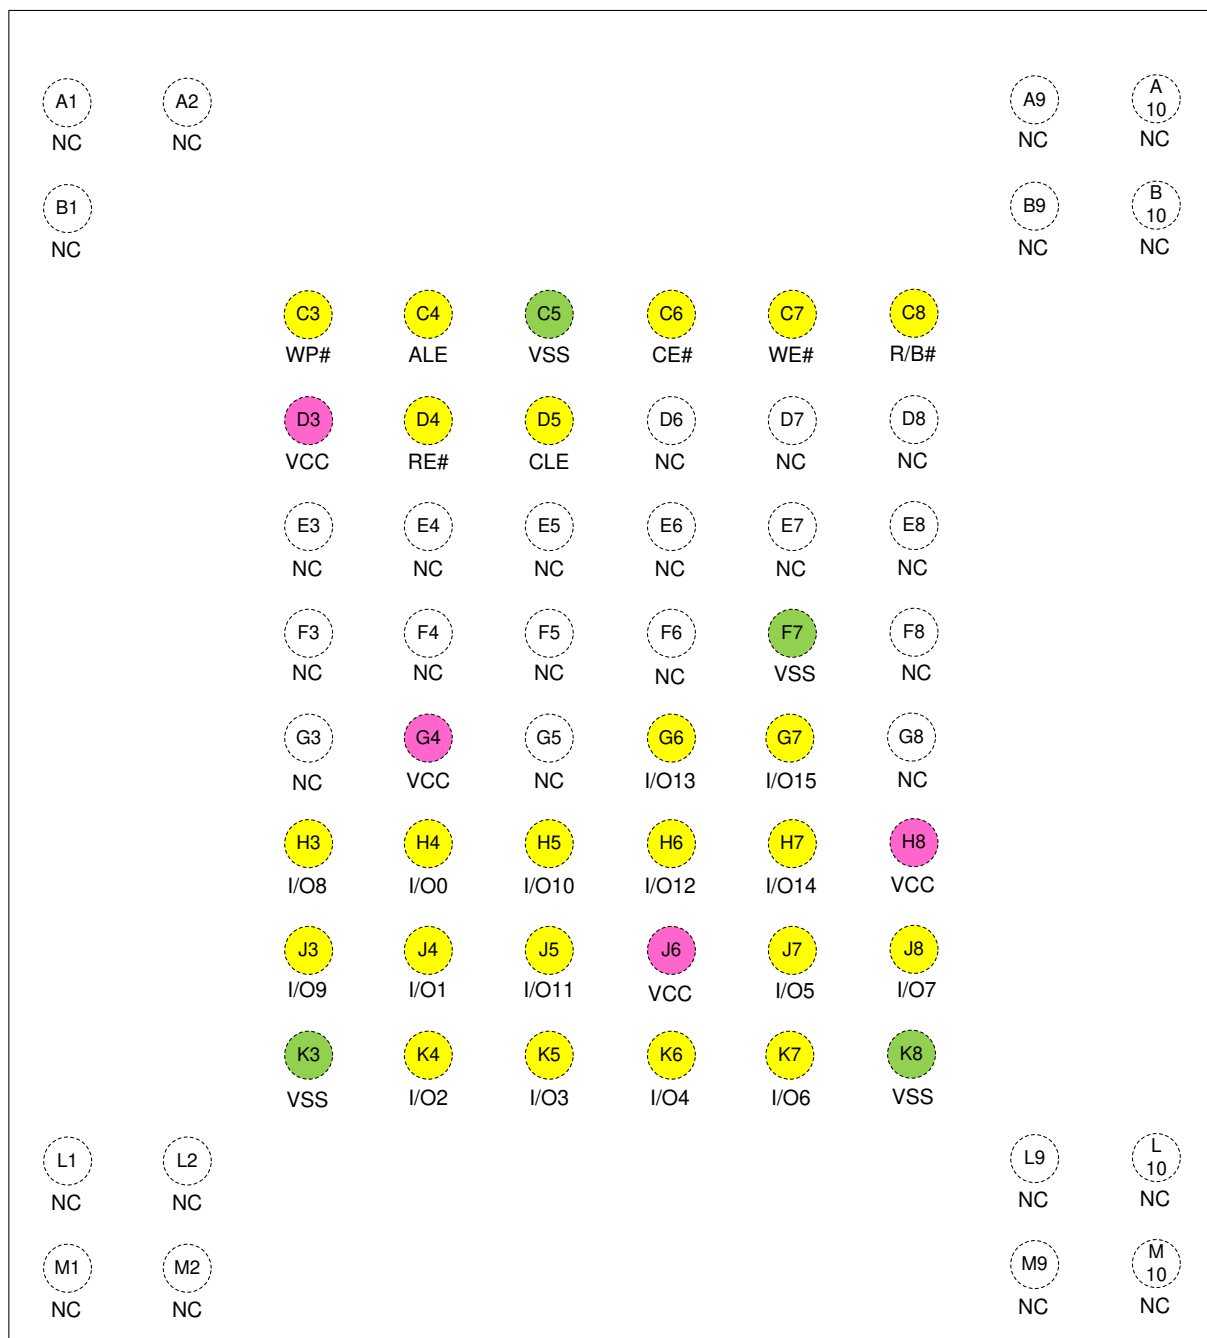 A1 A2 A9 A 10
NC NC NC NC
B1 B9 B 10
NC NC NC
C3 C4 C5 C6 C7 C8
WP# ALE VSS CE# WE# R/B#
D3 D4 D5 D6 D7 D8
VCC RE# CLE NC NC NC
E3 E4 E5 E6 E7 E8
NC NC NC NC NC NC
F3 F4 F5 F6 F7 F8
NC NC NC NC VSS NC
G3 G4 G5 G6 G7 G8
NC VCC NC I/O13 I/O15 NC
H3 H4 H5 H6 H7 H8
I/O8 I/O0 I/O10 I/O12 I/O14 VCC
J3 J4 J5 J6 J7 J8
I/O9 I/O1 I/O11 VCC I/O5 I/O7
K3 K4 K5 K6 K7 K8
VSS I/O2 I/O3 I/O4 I/O6 VSS
L1 L2 L9 L 10
NC NC NC NC
M1 M2 M9 M 10
NC NC NC NC